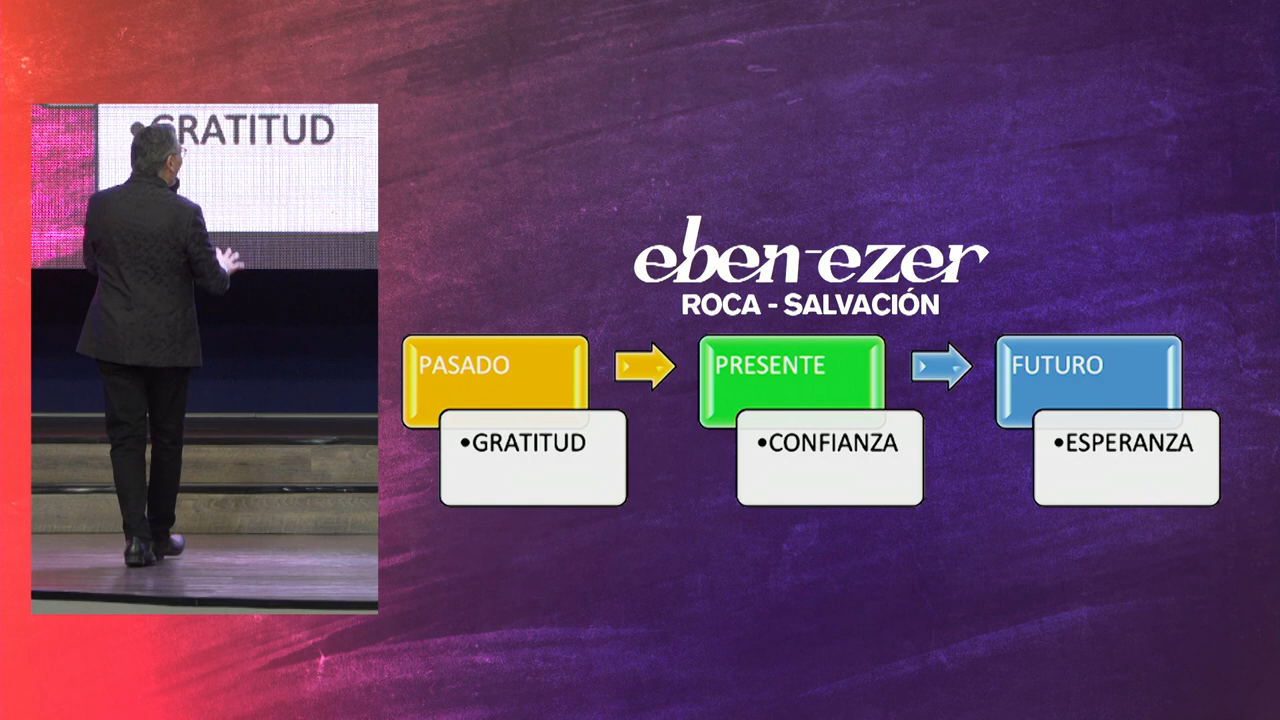 •GRATITUD
eben-ezer
ROCA - SALVACIÓN
PASADO
•GRATITUD
PRESENTE
•CONFIANZA
FUTURO
•ESPERANZA